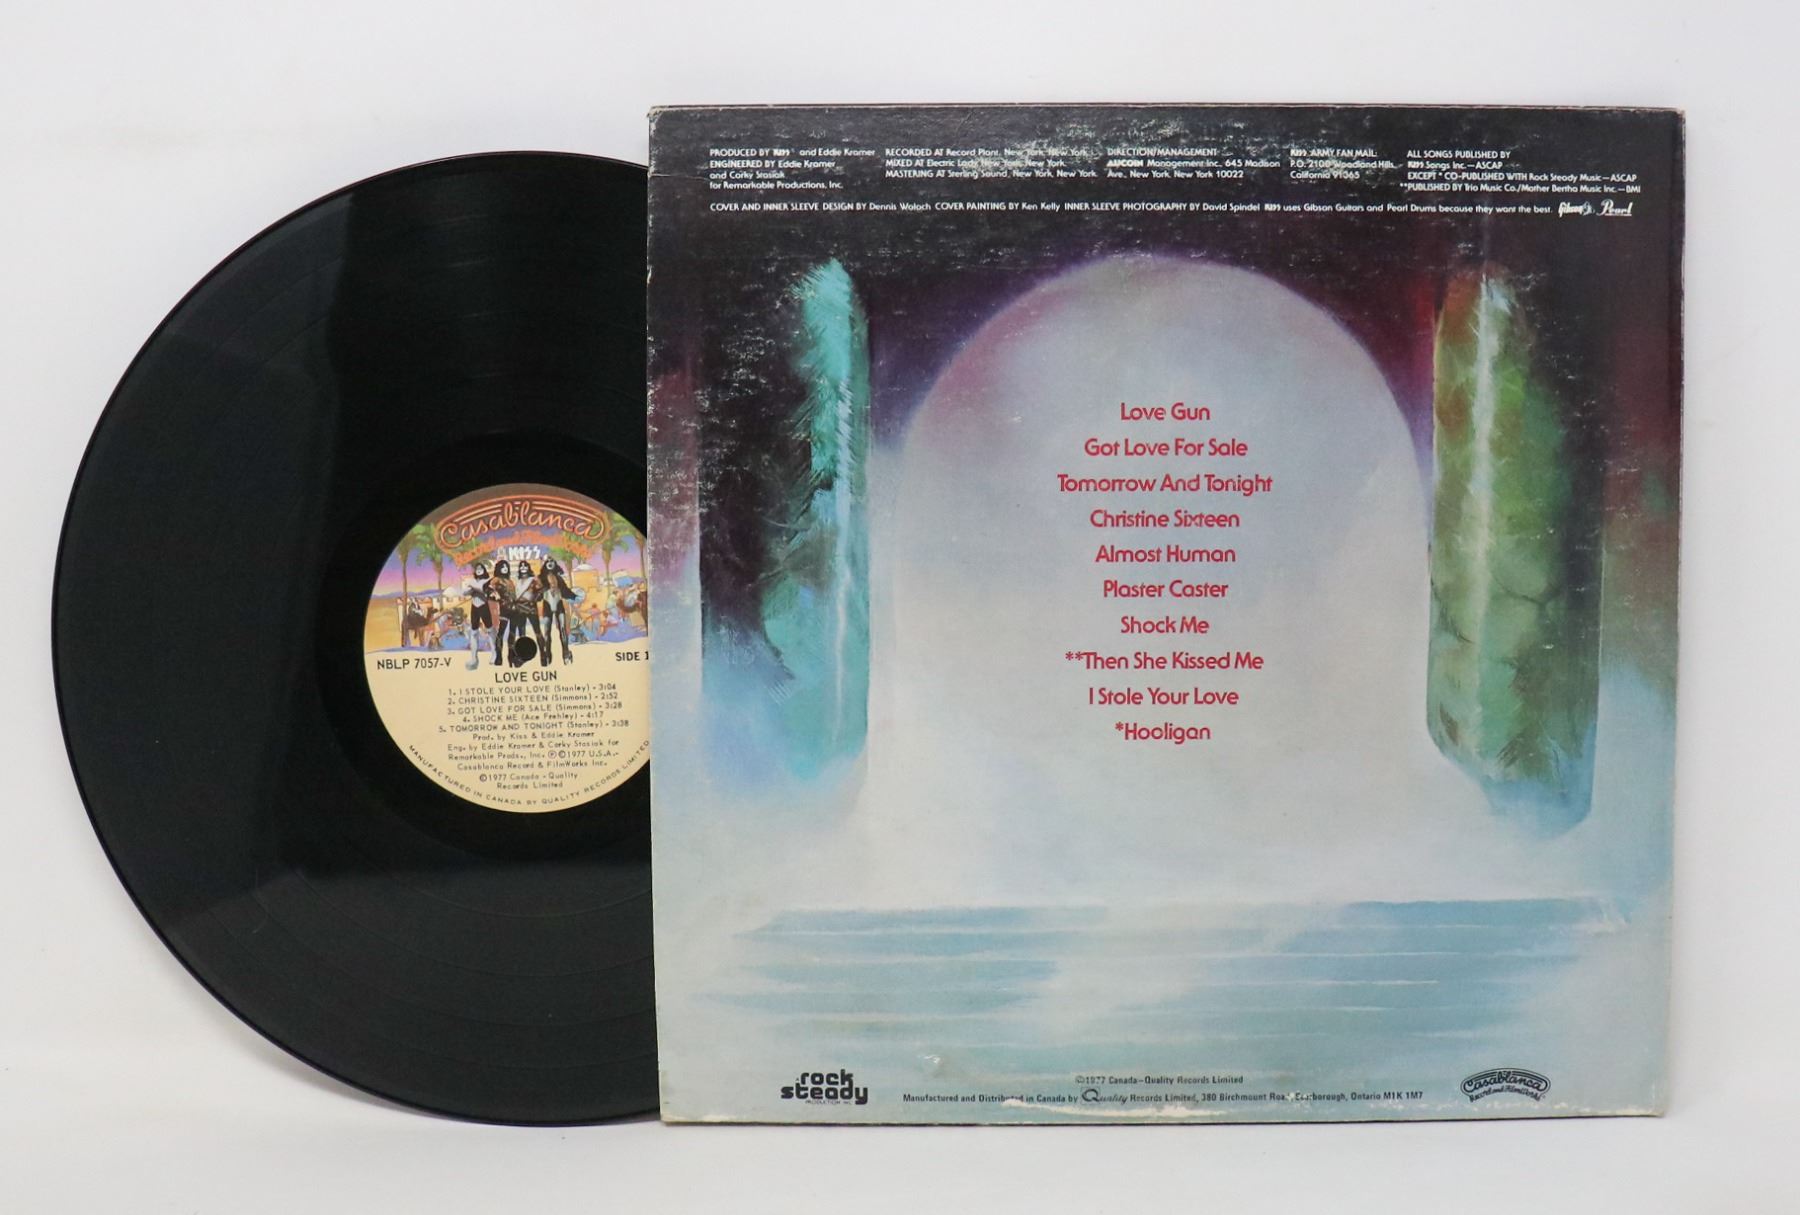 Casablanca
Record and FilmWorks
KISS
NBLP 7057-V
SIDE 1
LOVE GUN
1. I STOLE YOUR LOVE (Stanley) - 3:04
2. CHRISTINE SIXTEEN (Simmons) - 2:52
3. GOT LOVE FOR SALE (Simmons) - 3:28
4. SHOCK ME (Ace Frehley) - 4:17
5. TOMORROW AND TONIGHT (Stanley) - 3:38
Prod. by Kiss & Eddie Kramer
Eng. by Eddie Kramer & Corky Stasiak for
Remarkable Prods., Inc. ℗©1977 U.S.A.-
Casablanca Record & FilmWorks Inc.
©1977 Canada - Quality
Records Limited
MANUFACTURED IN CANADA BY QUALITY RECORDS LIMITED
PRODUCED BY KISS and Eddie Kramer
ENGINEERED BY Eddie Kramer
and Corky Stasiak
for Remarkable Productions, Inc.
RECORDED AT Record Plant, New York, New York
MIXED AT Electric Lady, New York, New York
MASTERING AT Sterling Sound, New York, New York
DIRECTION/MANAGEMENT:
AUCOIN Management Inc., 645 Madison
Ave., New York, New York 10022
KISS ARMY FAN MAIL:
P.O. 2100 Woodland Hills,
California 91365
ALL SONGS PUBLISHED BY
KISS Songs Inc.—ASCAP
EXCEPT * CO-PUBLISHED WITH Rock Steady Music—ASCAP
**PUBLISHED BY Trio Music Co./Mother Bertha Music Inc.—BMI
COVER AND INNER SLEEVE DESIGN BY Dennis Woloch COVER PAINTING BY Ken Kelly INNER SLEEVE PHOTOGRAPHY BY David Spindel KISS uses Gibson Guitars and Pearl Drums because they want the best. Gibson Pearl
Love Gun
Got Love For Sale
Tomorrow And Tonight
Christine Sixteen
Almost Human
Plaster Caster
Shock Me
**Then She Kissed Me
I Stole Your Love
*Hooligan
rock
steady
PRODUCTION INC.
©1977 Canada—Quality Records Limited
Manufactured and Distributed in Canada by Quality Records Limited, 380 Birchmount Road, Scarborough, Ontario M1K 1M7
Casablanca
Record and FilmWorks